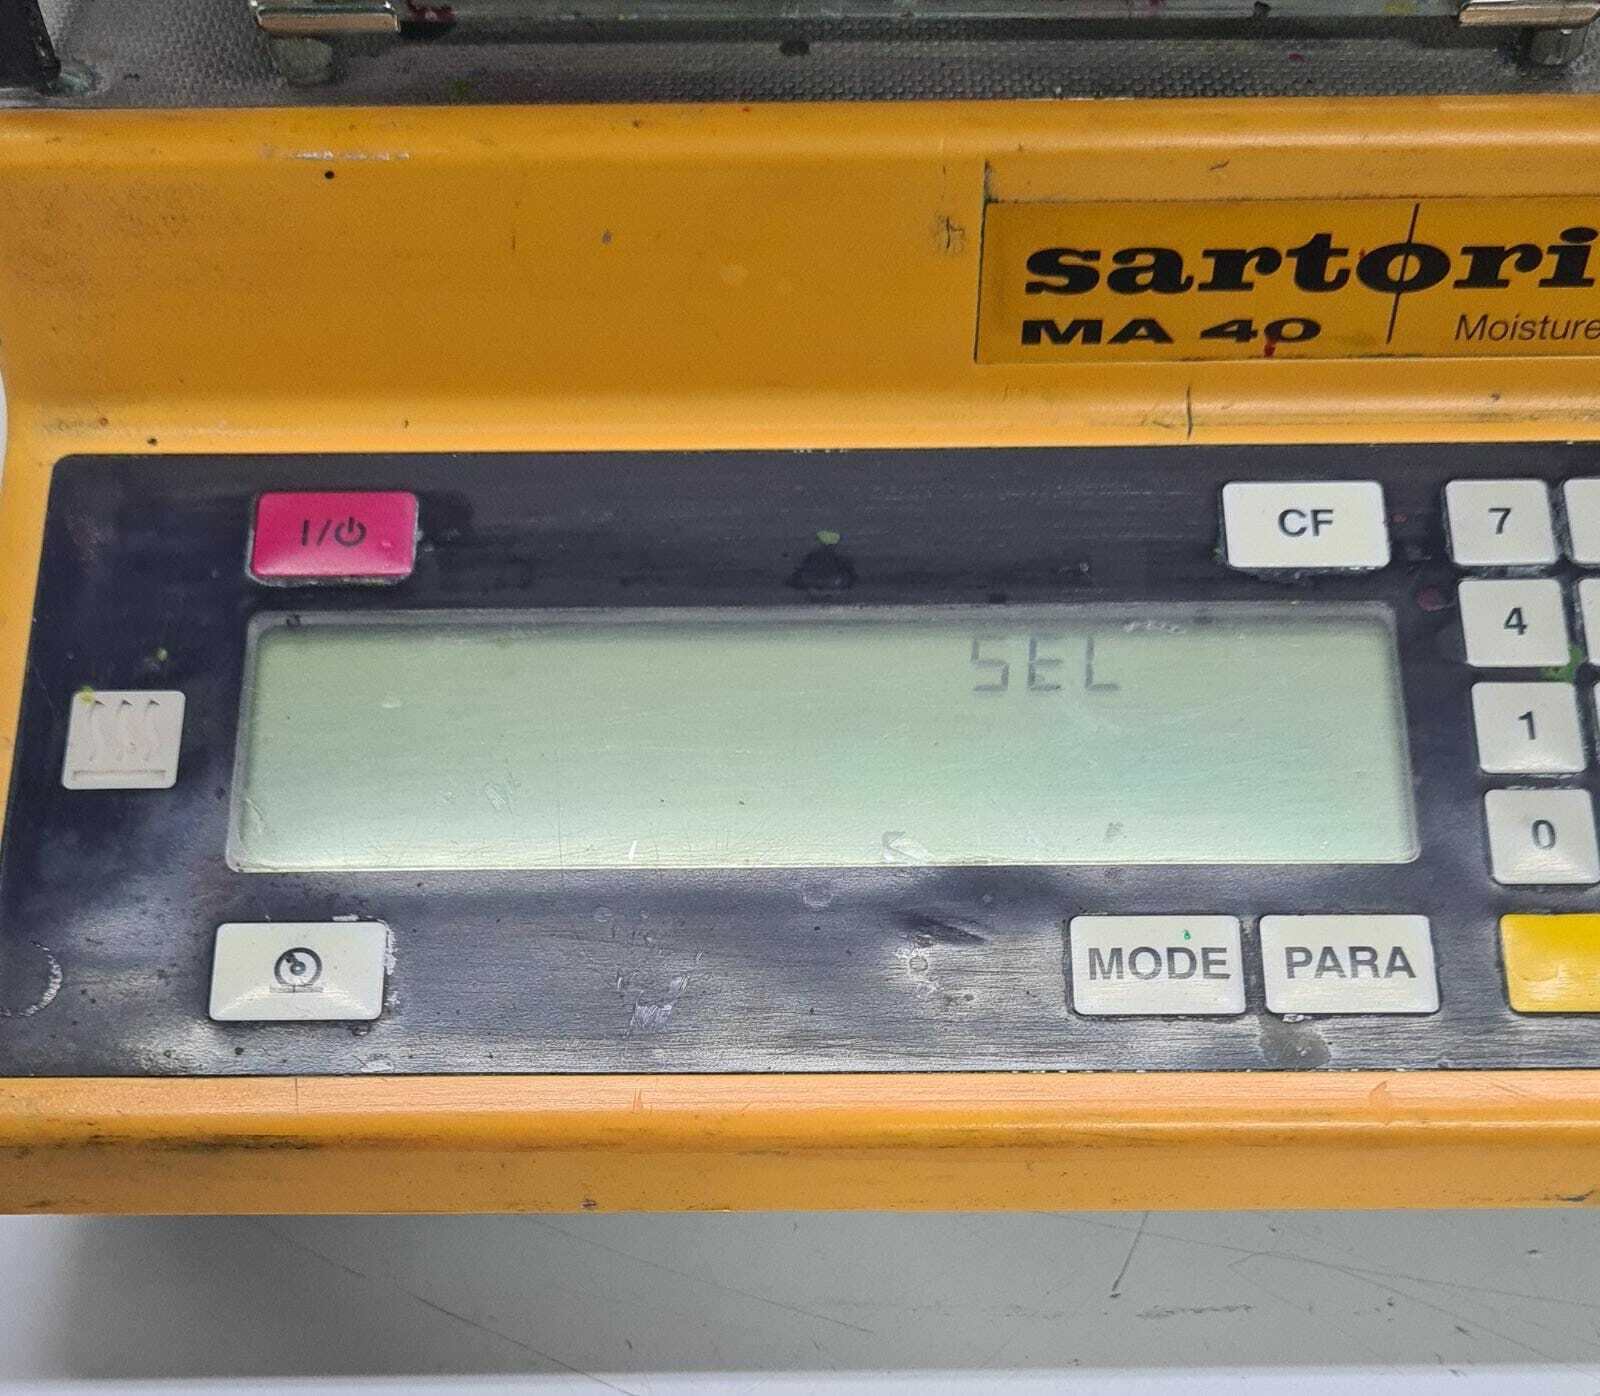 sartori
MA 40 Moisture
I/⏻
CF
7
SEL
4
1
0
MODE
PARA